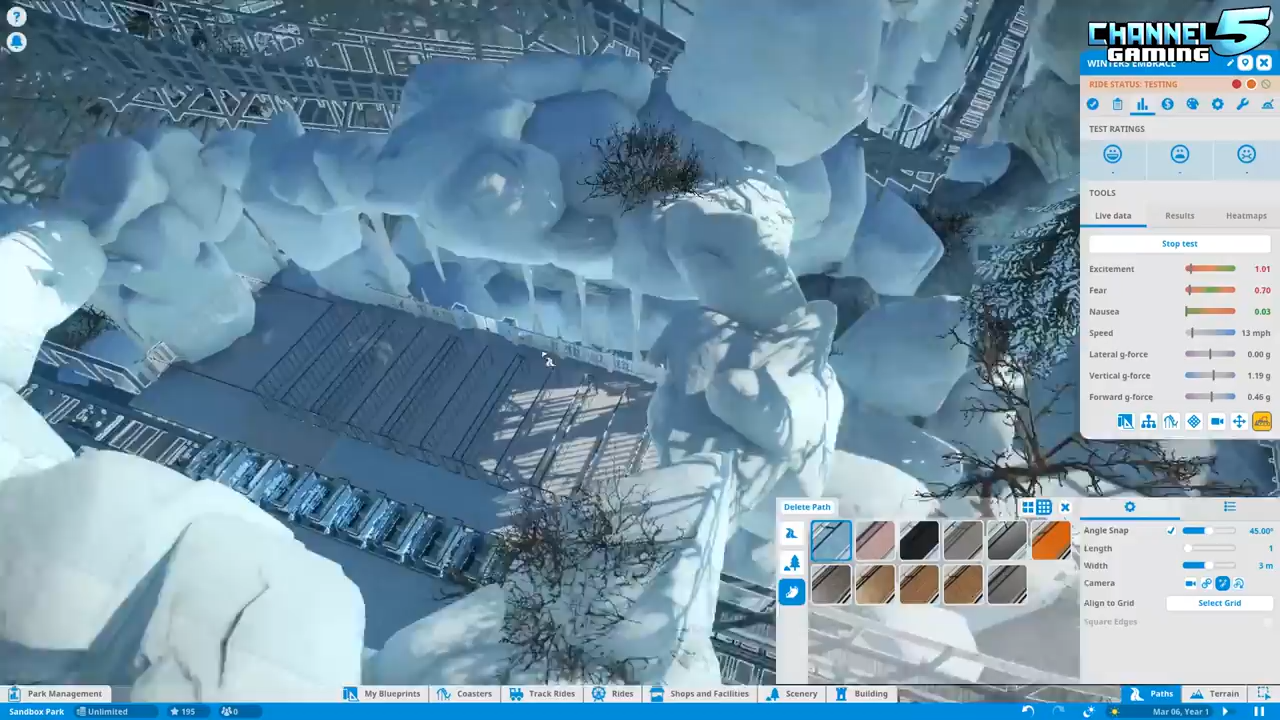 CHANNEL 5
GAMING
WINTERS EMBRACE
RIDE STATUS: TESTING
TEST RATINGS
- - -
TOOLS
Live data Results Heatmaps
Stop test
Excitement 1.01
Fear 0.70
Nausea 0.03
Speed 13 mph
Lateral g-force 0.00 g
Vertical g-force 1.19 g
Forward g-force 0.46 g
Delete Path
Angle Snap 45.00°
Length 1
Width 3 m
Camera
Align to Grid Select Grid
Square Edges
Park Management My Blueprints Coasters Track Rides Rides Shops and Facilities Scenery Building Paths Terrain
Sandbox Park Unlimited 195 0 Mar 06, Year 1